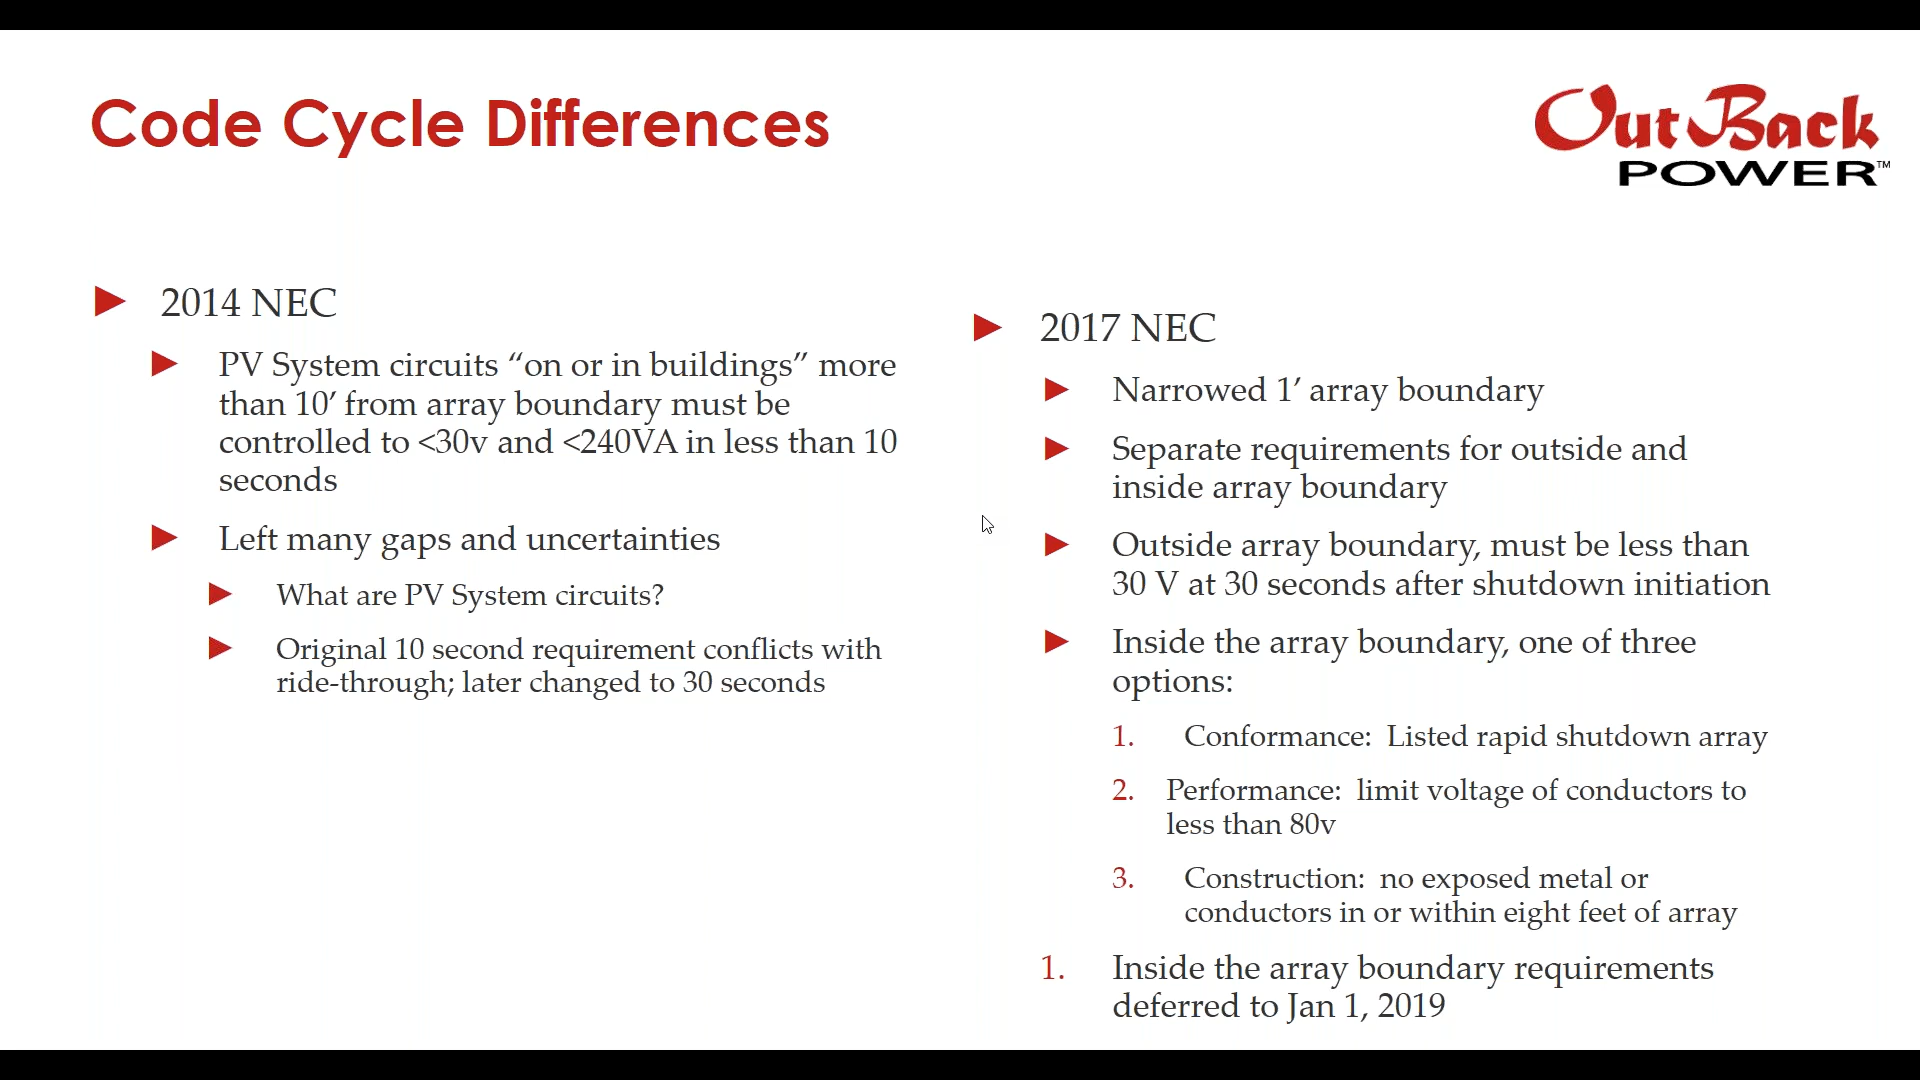 Code Cycle Differences
OutBack
POWER™
► 2014 NEC
► PV System circuits “on or in buildings” more
than 10’ from array boundary must be
controlled to <30v and <240VA in less than 10
seconds
► Left many gaps and uncertainties
► What are PV System circuits?
► Original 10 second requirement conflicts with
ride-through; later changed to 30 seconds
► 2017 NEC
► Narrowed 1’ array boundary
► Separate requirements for outside and
inside array boundary
► Outside array boundary, must be less than
30 V at 30 seconds after shutdown initiation
► Inside the array boundary, one of three
options:
1. Conformance: Listed rapid shutdown array
2. Performance: limit voltage of conductors to
less than 80v
3. Construction: no exposed metal or
conductors in or within eight feet of array
1. Inside the array boundary requirements
deferred to Jan 1, 2019